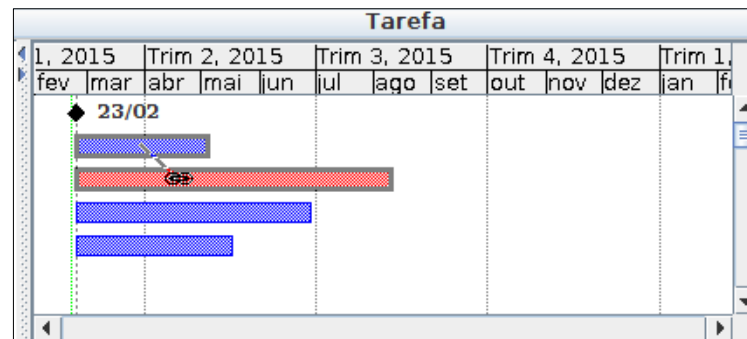 Tarefa
1, 2015 Trim 2, 2015 Trim 3, 2015 Trim 4, 2015 Trim 1,
fev mar abr mai jun jul ago set out nov dez jan
23/02